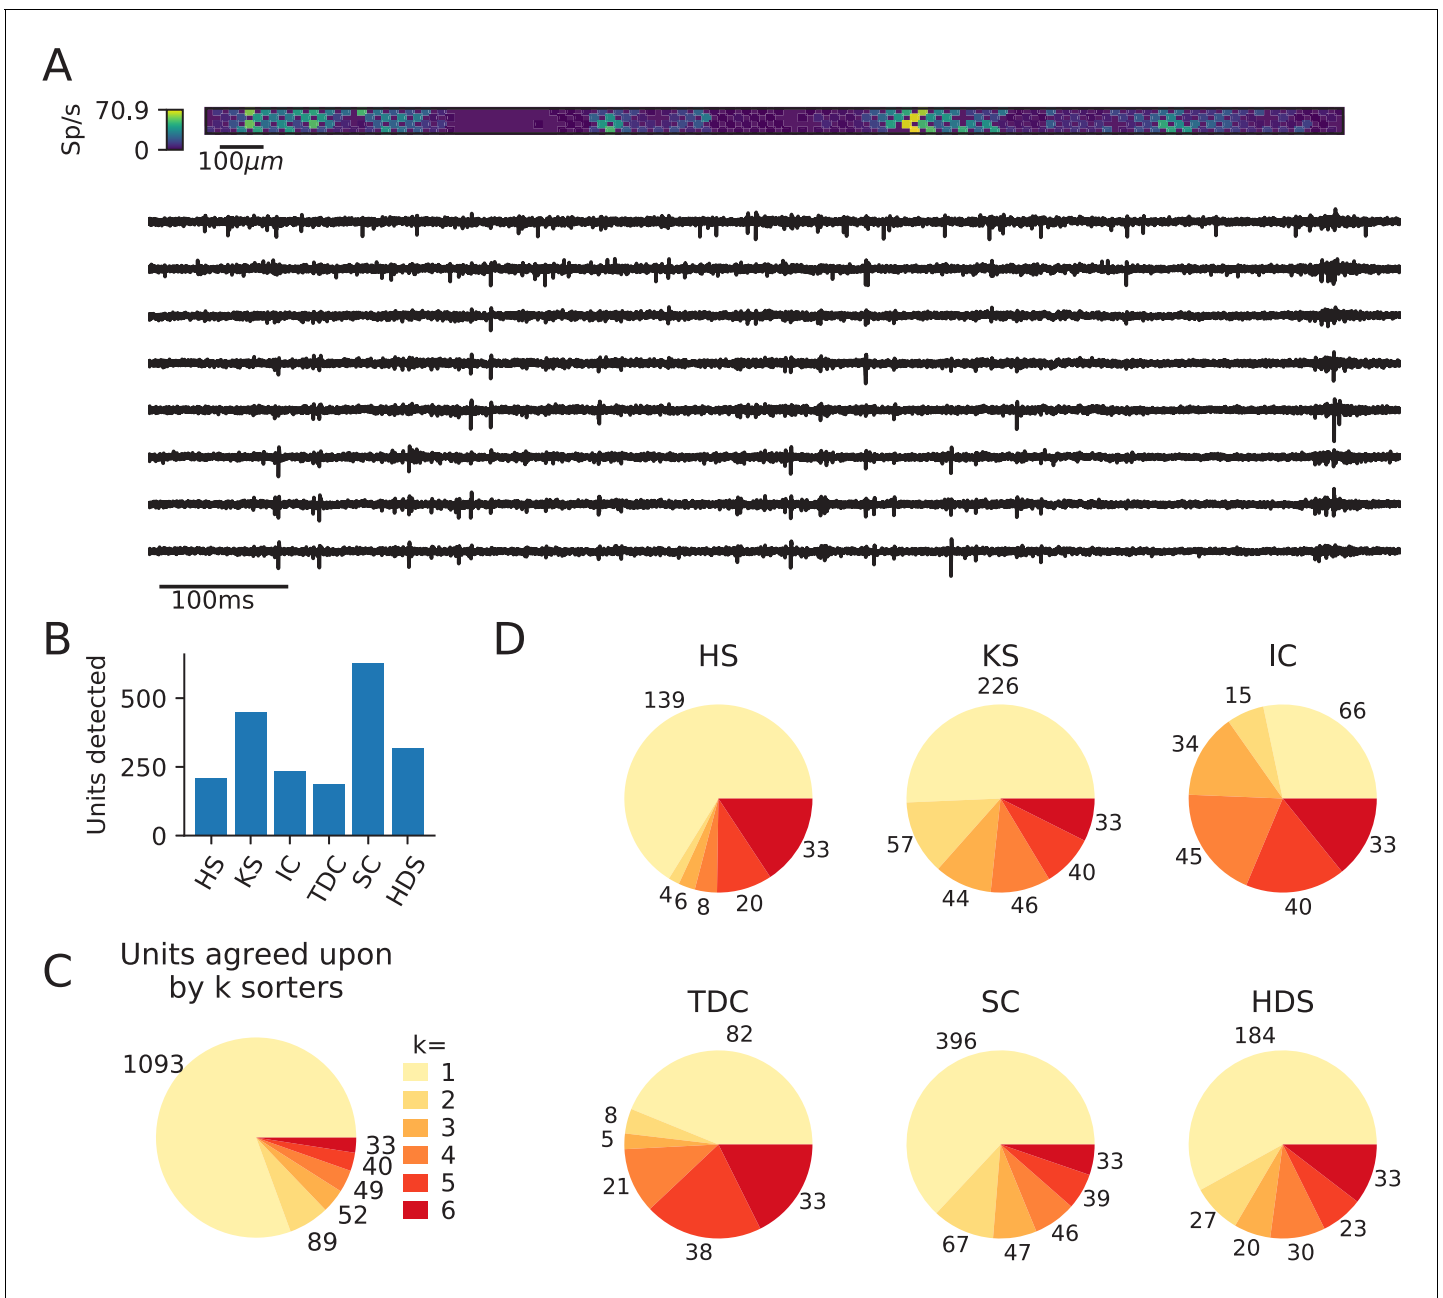 A
Sp/s
70.9
0
100μm
100ms
B
Units detected
500
250
0
HS
KS
IC
TDC
SC
HDS
C
Units agreed upon
by k sorters
1093
33
40
49
52
89
k=
1
2
3
4
5
6
D
HS
139
4
6
8
20
33
KS
226
57
44
46
40
33
IC
15
66
34
45
40
33
TDC
82
8
5
21
38
33
SC
396
67
47
46
39
33
HDS
184
27
20
30
23
33